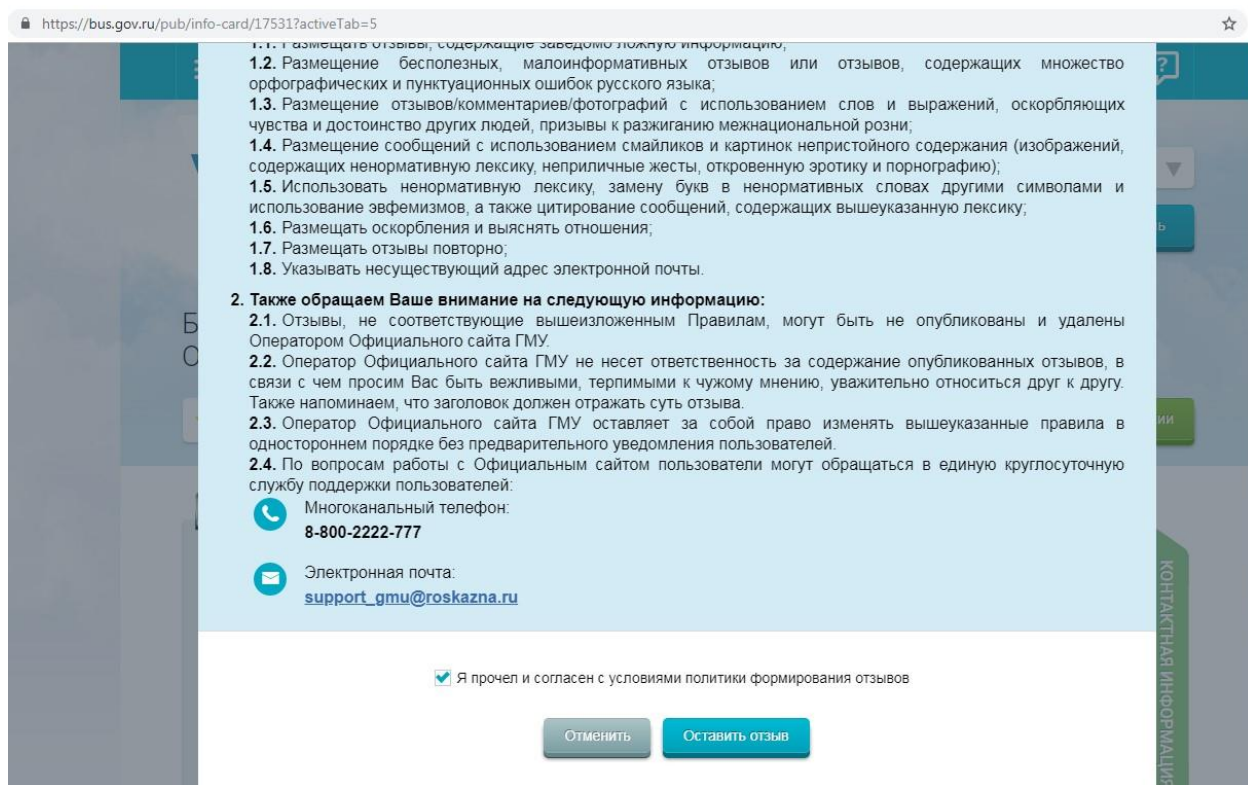 https://bus.gov.ru/pub/info-card/17531?activeTab=5
1.1. Размещать отзывы, содержащие заведомо ложную информацию;
1.2. Размещение бесполезных, малоинформативных отзывов или отзывов, содержащих множество
орфографических и пунктуационных ошибок русского языка;
1.3. Размещение отзывов/комментариев/фотографий с использованием слов и выражений, оскорбляющих
чувства и достоинство других людей, призывы к разжиганию межнациональной розни;
1.4. Размещение сообщений с использованием смайликов и картинок непристойного содержания (изображений,
содержащих ненормативную лексику, неприличные жесты, откровенную эротику и порнографию);
1.5. Использовать ненормативную лексику, замену букв в ненормативных словах другими символами и
использование эвфемизмов, а также цитирование сообщений, содержащих вышеуказанную лексику;
1.6. Размещать оскорбления и выяснять отношения;
1.7. Размещать отзывы повторно;
1.8. Указывать несуществующий адрес электронной почты.
2. Также обращаем Ваше внимание на следующую информацию:
2.1. Отзывы, не соответствующие вышеизложенным Правилам, могут быть не опубликованы и удалены
Оператором Официального сайта ГМУ.
2.2. Оператор Официального сайта ГМУ не несет ответственность за содержание опубликованных отзывов, в
связи с чем просим Вас быть вежливыми, терпимыми к чужому мнению, уважительно относиться друг к другу.
Также напоминаем, что заголовок должен отражать суть отзыва.
2.3. Оператор Официального сайта ГМУ оставляет за собой право изменять вышеуказанные правила в
одностороннем порядке без предварительного уведомления пользователей.
2.4. По вопросам работы с Официальным сайтом пользователи могут обращаться в единую круглосуточную
службу поддержки пользователей:
Многоканальный телефон:
8-800-2222-777
Электронная почта:
support_gmu@roskazna.ru
КОНТАКТНАЯ ИНФОРМАЦИЯ
Я прочел и согласен с условиями политики формирования отзывов
Отменить
Оставить отзыв